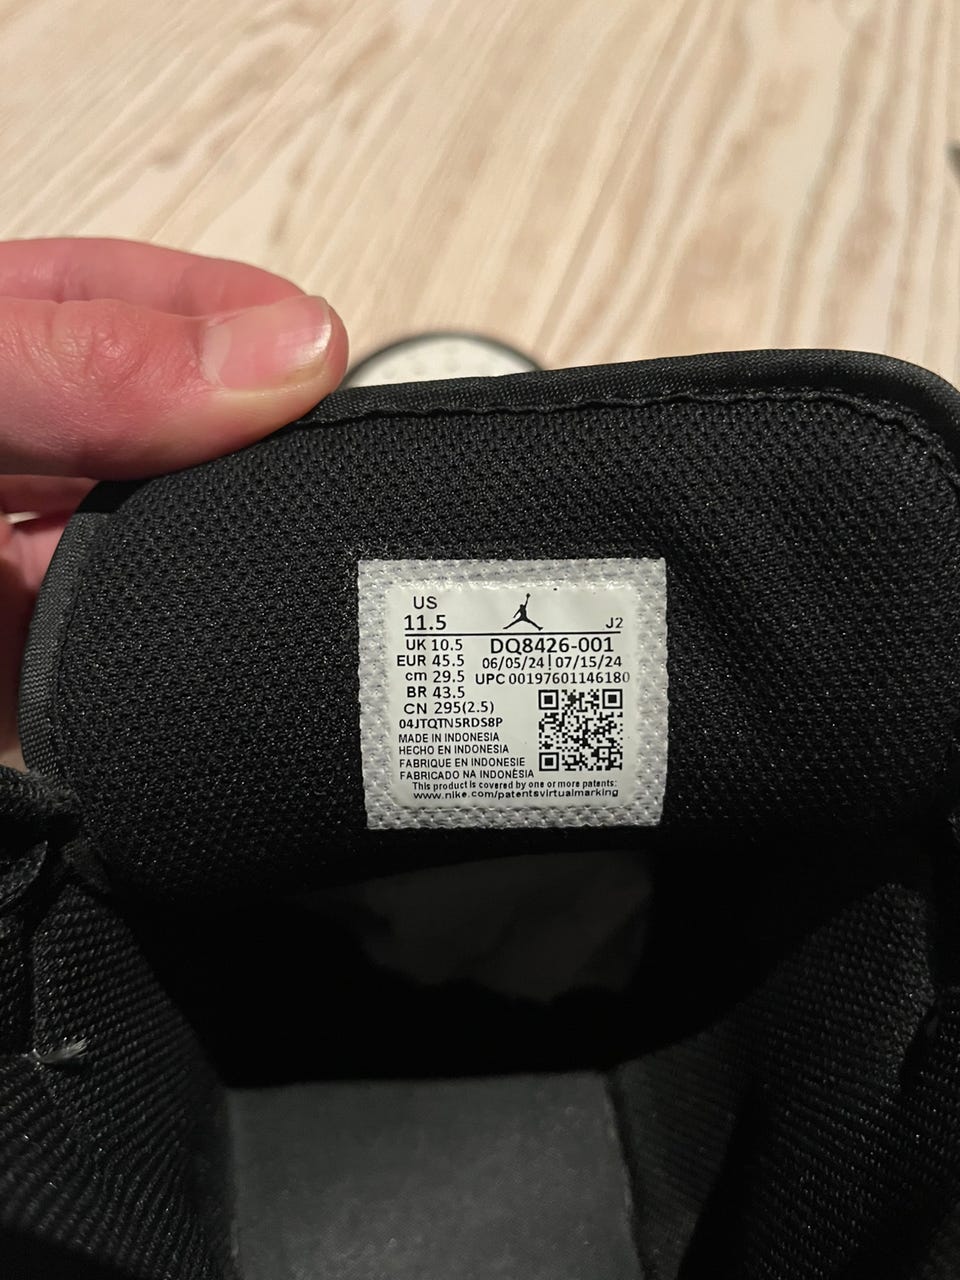 US
11.5 J2
UK 10.5 DQ8426-001
EUR 45.5 06/05/24 | 07/15/24
cm 29.5 UPC 00197601146180
BR 43.5
CN 295(2.5)
04JTQTN5RDS8P
MADE IN INDONESIA
HECHO EN INDONESIA
FABRIQUE EN INDONESIE
FABRICADO NA INDONÉSIA
This product is covered by one or more patents:
www.nike.com/patentsvirtualmarking